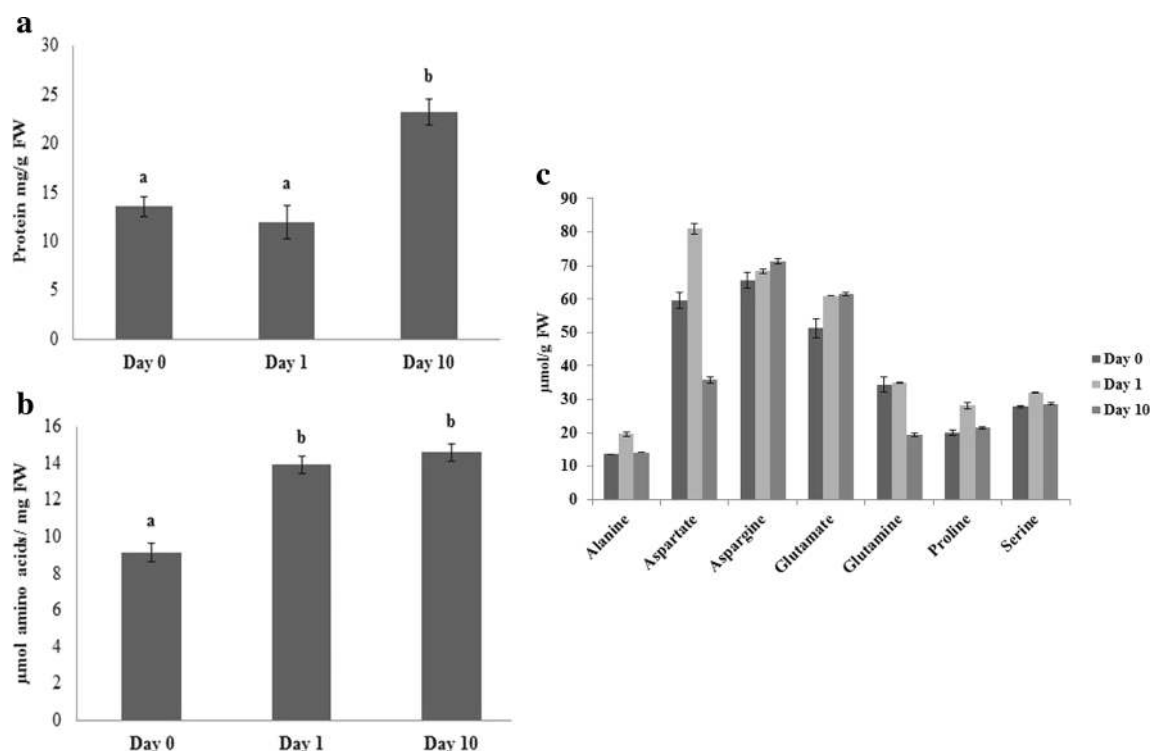 a
Protein mg/g FW
30
25
20
15
10
5
0
a
a
b
Day 0 Day 1 Day 10
b
µmol amino acids/ mg FW
16
14
12
10
8
6
4
2
0
a
b
b
Day 0 Day 1 Day 10
c
µmol/g FW
90
80
70
60
50
40
30
20
10
0
Alanine
Aspartate
Aspargine
Glutamate
Glutamine
Proline
Serine
Day 0
Day 1
Day 10